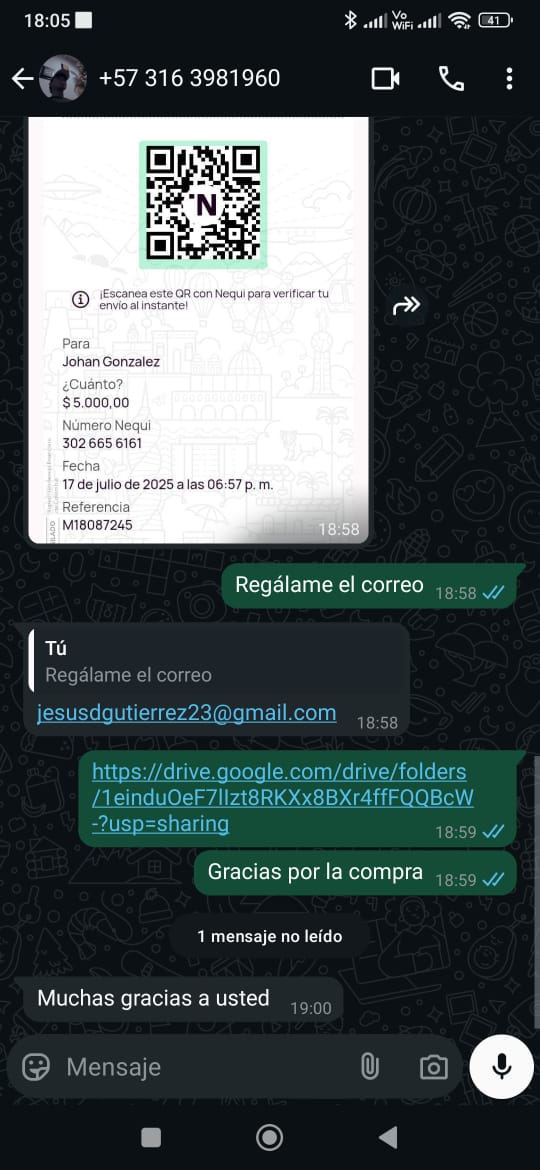 18:05
Vo
WiFi
41
+57 316 3981960
N
¡Escanea este QR con Nequi para verificar tu
envío al instante!
Para
Johan Gonzalez
¿Cuánto?
$ 5.000,00
Número Nequi
302 665 6161
Fecha
17 de julio de 2025 a las 06:57 p. m.
Referencia
M18087245
18:58
Regálame el correo
18:58
Tú
Regálame el correo
jesusdgutierrez23@gmail.com
18:58
https://drive.google.com/drive/folders
/1einduOeF7lIzt8RKXx8BXr4ffFQQBcW
-?usp=sharing
18:59
Gracias por la compra
18:59
1 mensaje no leído
Muchas gracias a usted
19:00
Mensaje